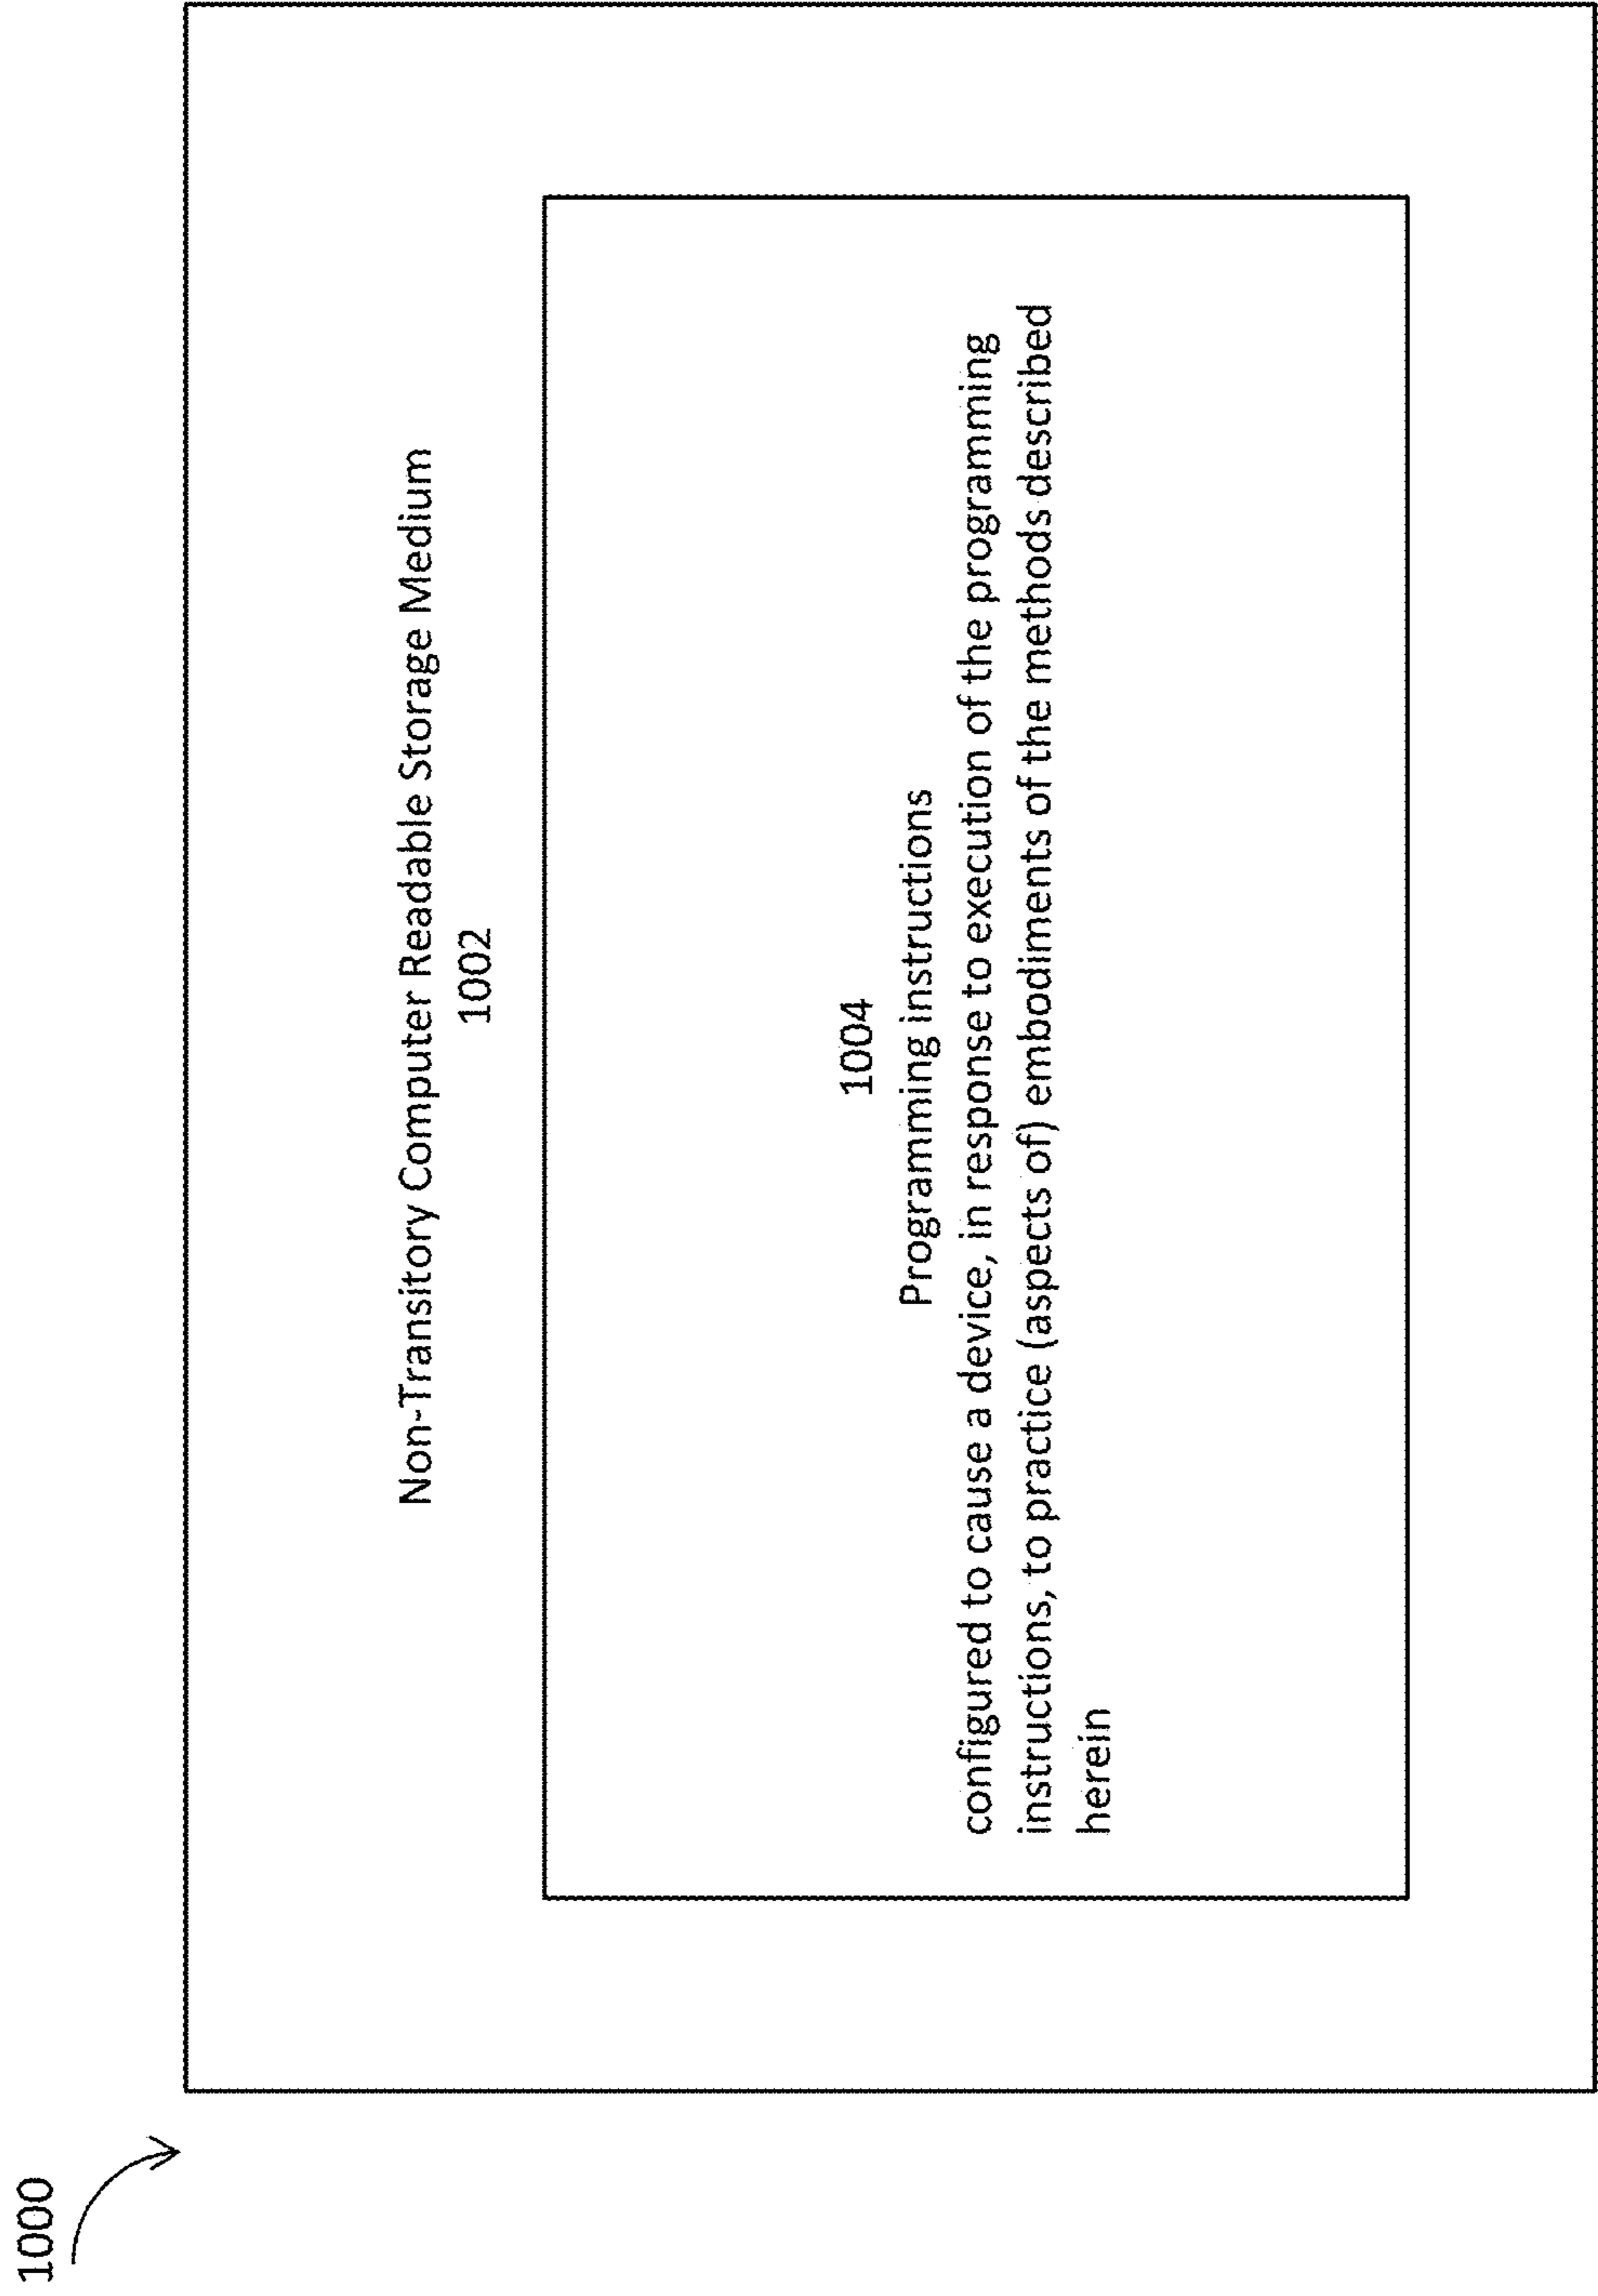 1000
Non-Transitory Computer Readable Storage Medium
1002
1004
Programming instructions
configured to cause a device, in response to execution of the programming
instructions, to practice (aspects of) embodiments of the methods described
herein